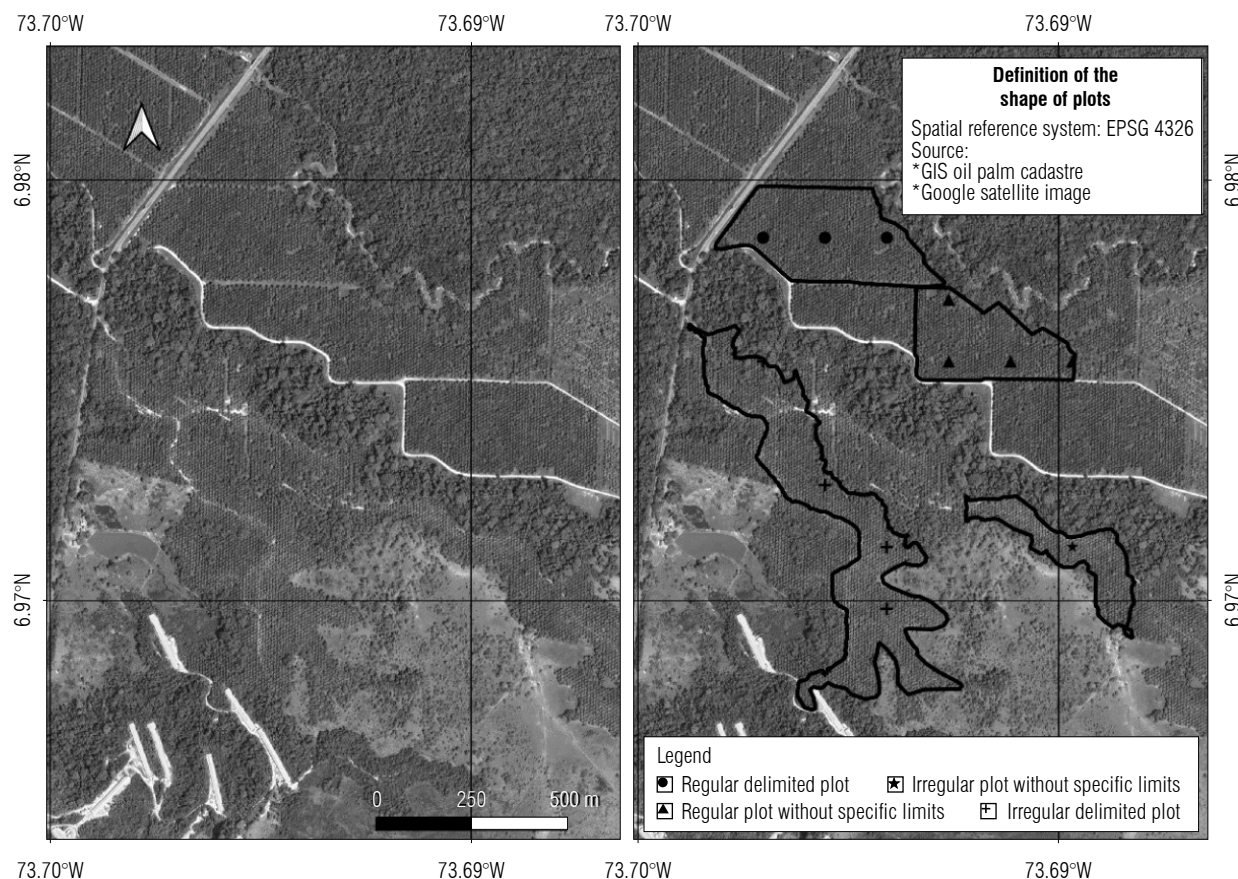 73.70°W 73.69°W 73.70°W 73.69°W
Definition of the
shape of plots
Spatial reference system: EPSG 4326
Source:
*GIS oil palm cadastre
*Google satellite image
6.98°N
6.98°N
6.97°N
6.97°N
Legend
Regular delimited plot
Irregular plot without specific limits
Regular plot without specific limits
Irregular delimited plot
0 250 500 m
73.70°W 73.69°W 73.70°W 73.69°W